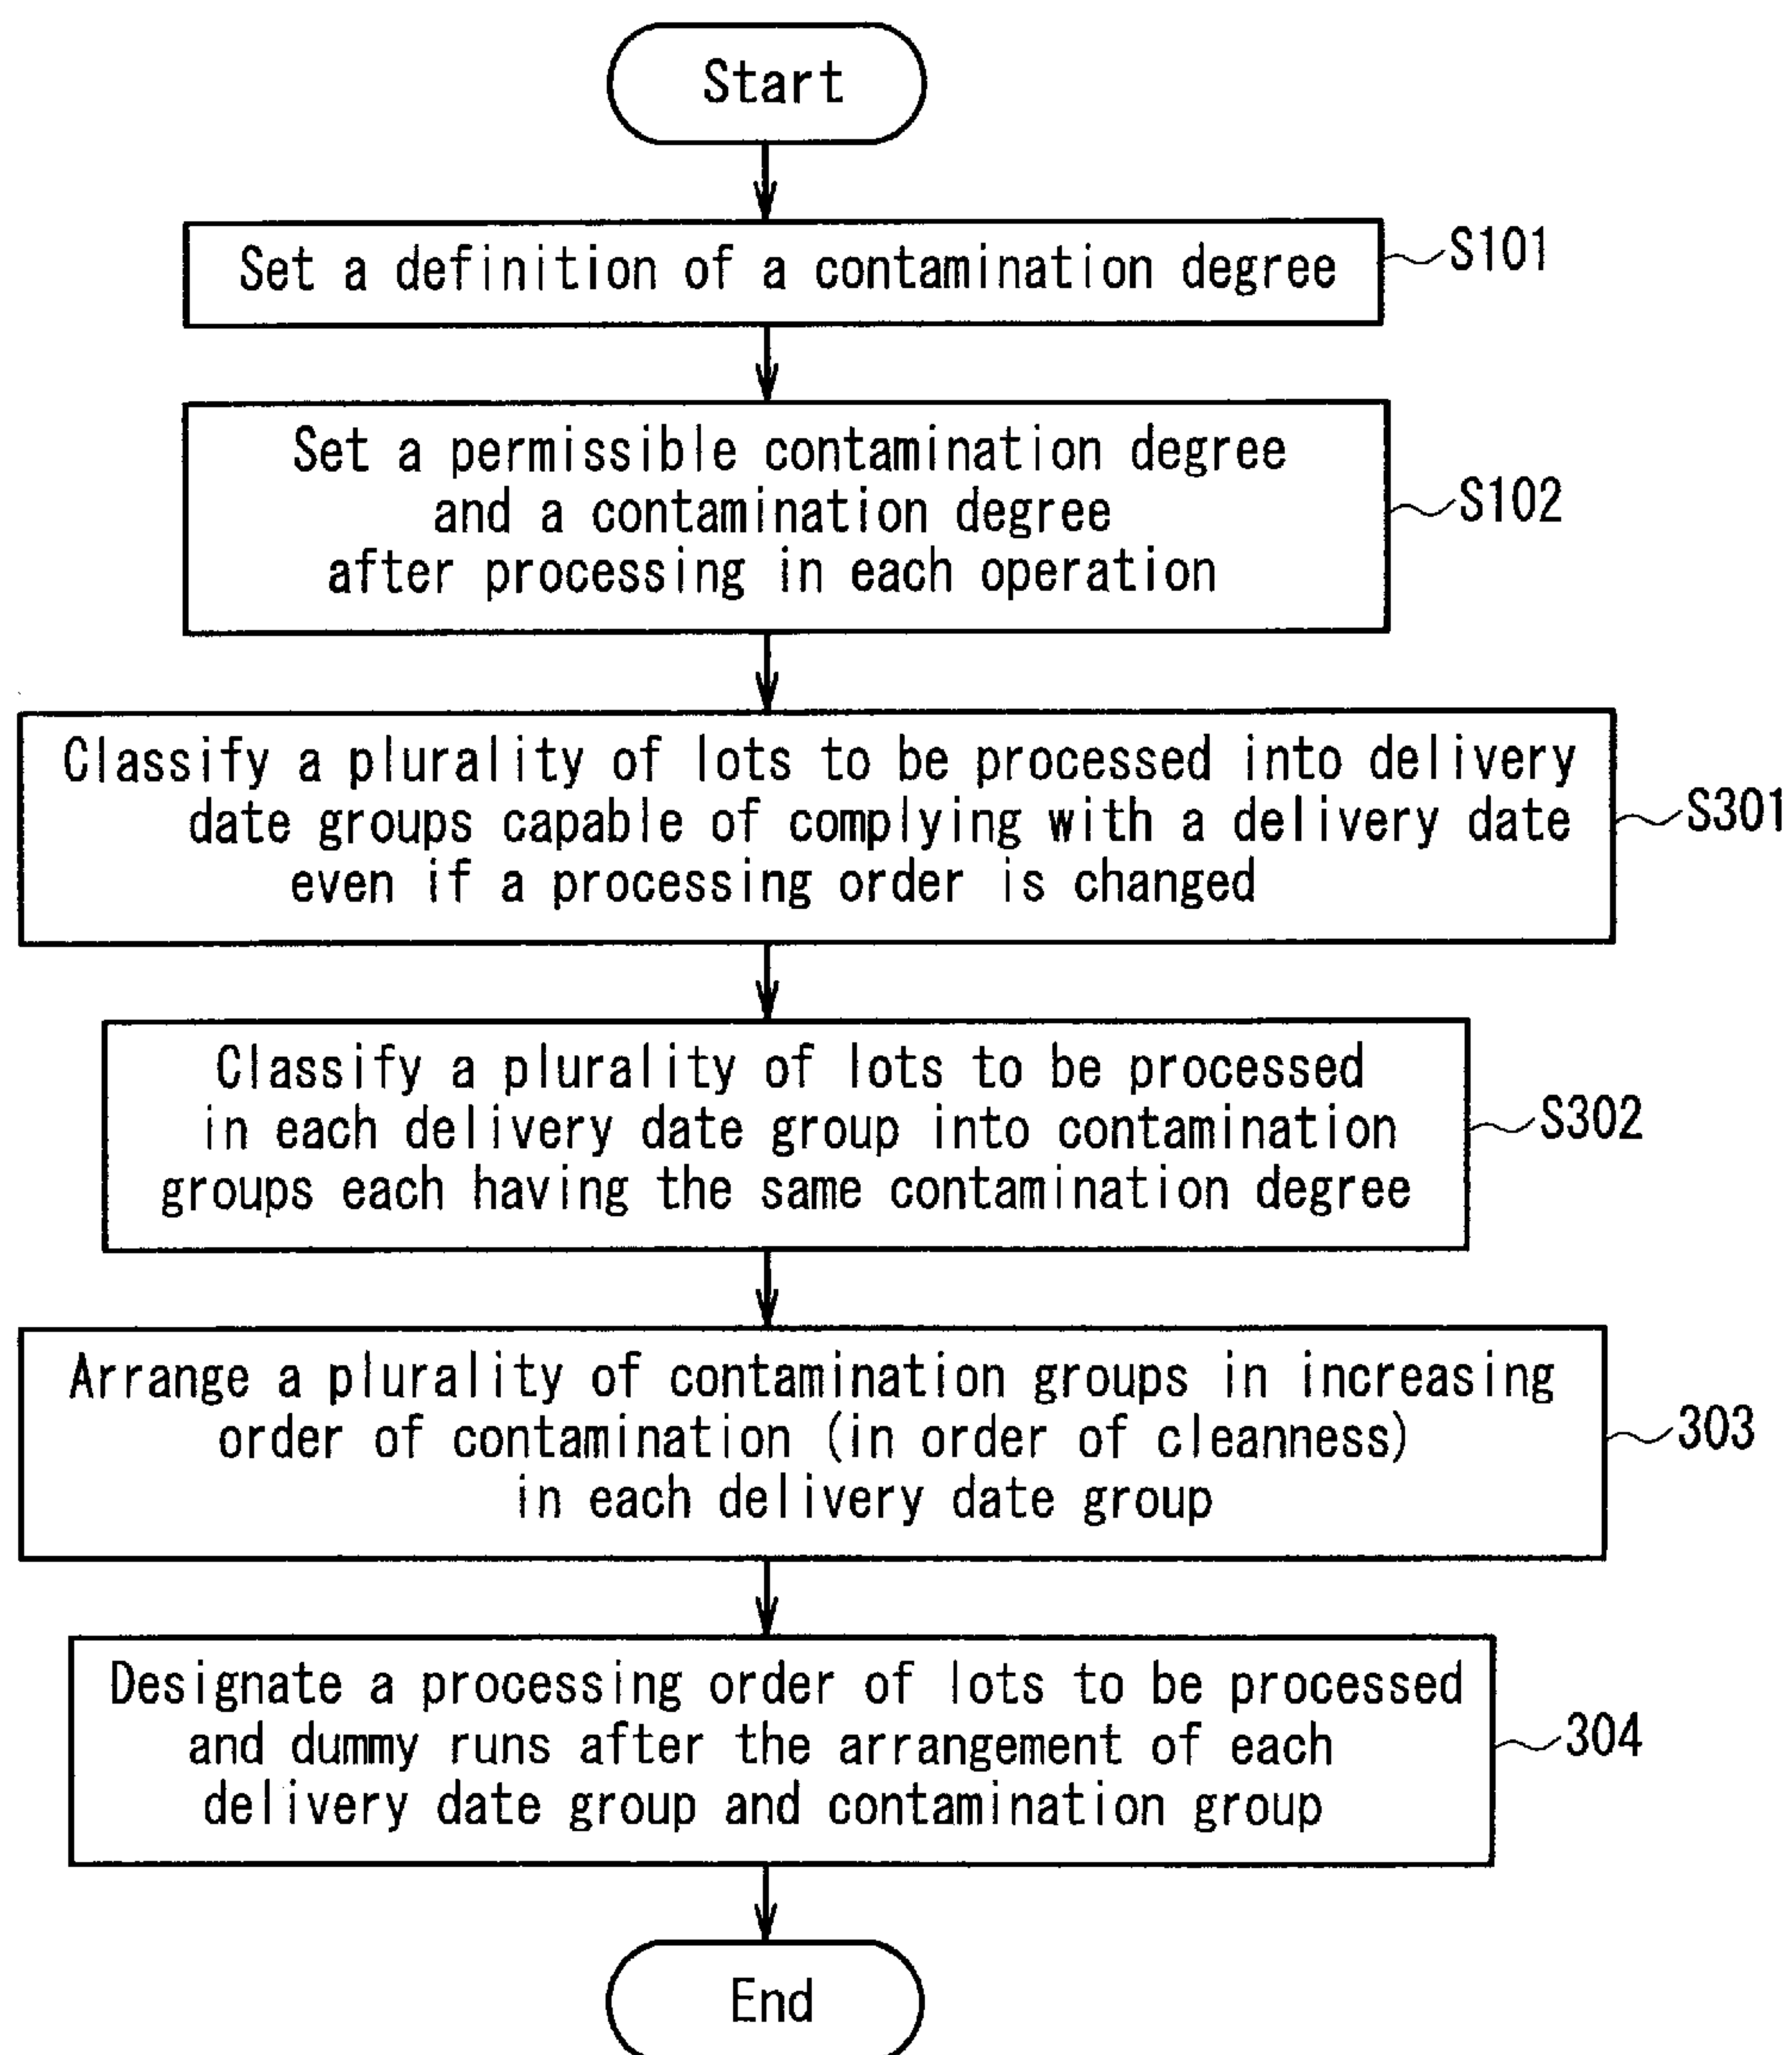 Start
Set a definition of a contamination degree
S101
Set a permissible contamination degree
and a contamination degree
after processing in each operation
S102
Classify a plurality of lots to be processed into delivery
date groups capable of complying with a delivery date
even if a processing order is changed
S301
Classify a plurality of lots to be processed
in each delivery date group into contamination
groups each having the same contamination degree
S302
Arrange a plurality of contamination groups in increasing
order of contamination (in order of cleanness)
in each delivery date group
303
Designate a processing order of lots to be processed
and dummy runs after the arrangement of each
delivery date group and contamination group
304
End